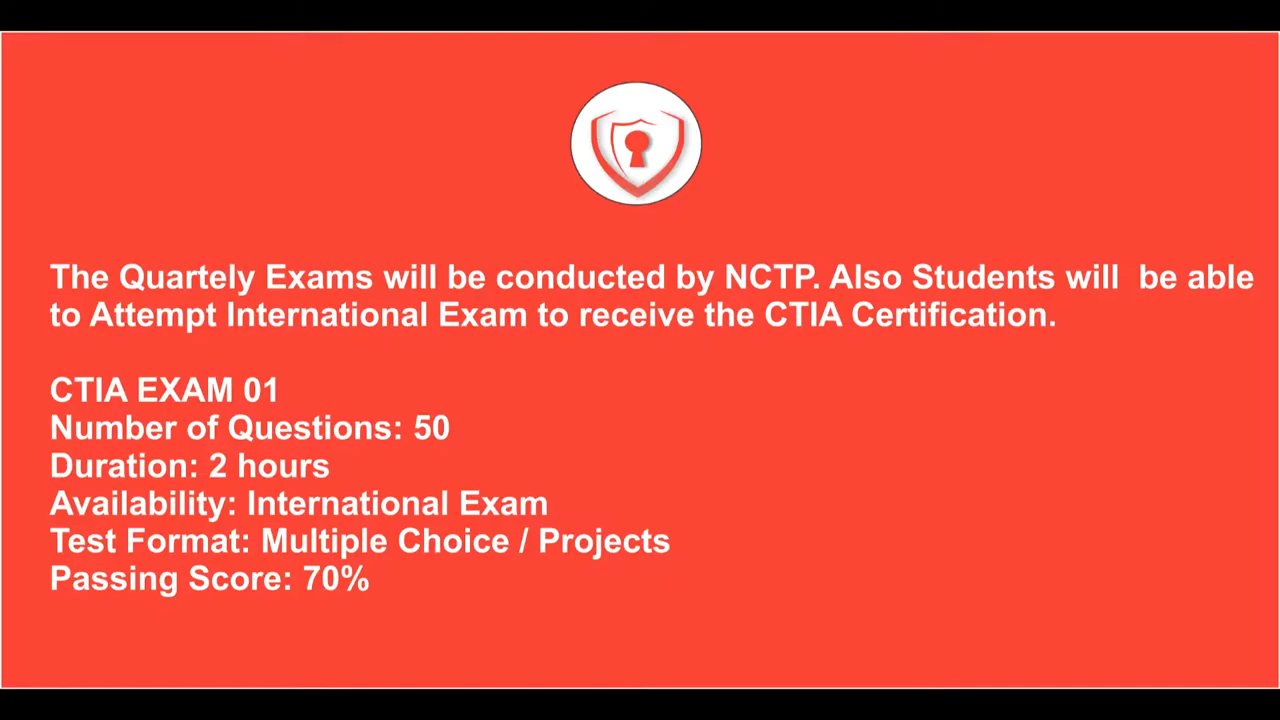 The Quartely Exams will be conducted by NCTP. Also Students will  be able
to Attempt International Exam to receive the CTIA Certification.
CTIA EXAM 01
Number of Questions: 50
Duration: 2 hours
Availability: International Exam
Test Format: Multiple Choice / Projects
Passing Score: 70%